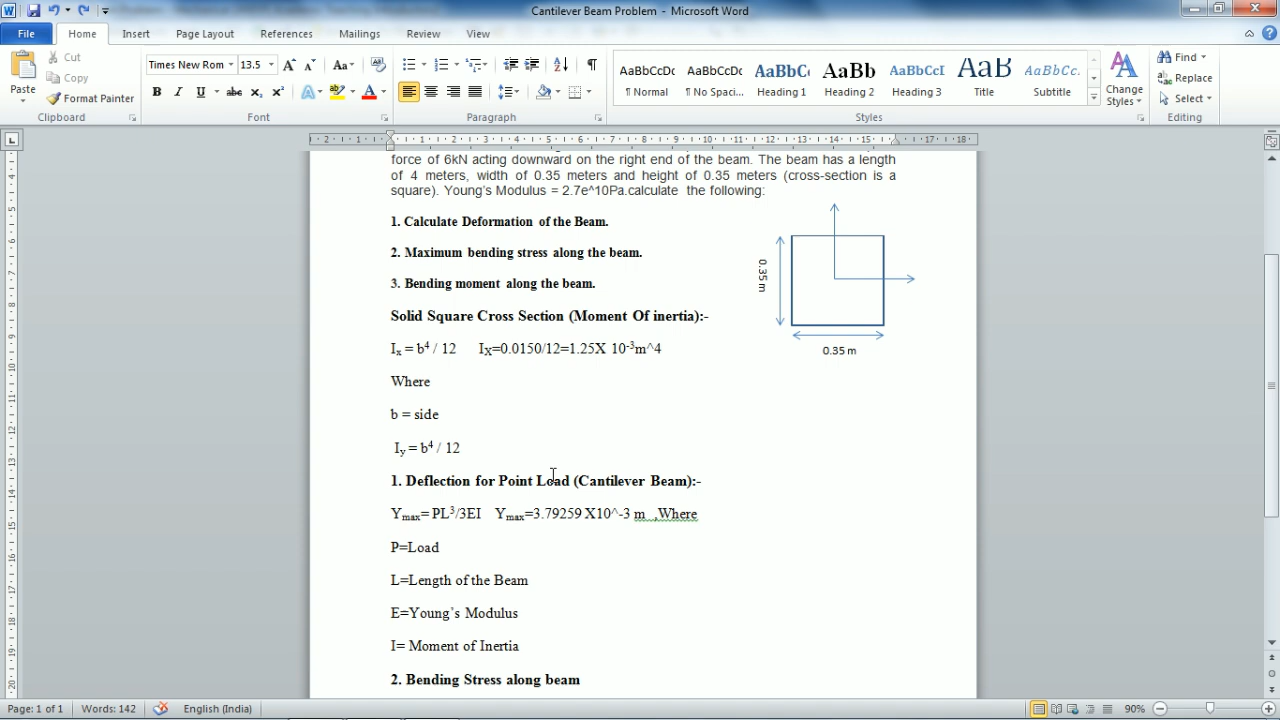 Cantilever Beam Problem - Microsoft Word
File Home Insert Page Layout References Mailings Review View
Cut
Copy
Format Painter
Paste
Clipboard
Times New Rom 13.5
Font
Paragraph
AaBbCcDc AaBbCcDc AaBbCc AaBbCc AaBbCcI AaB AaBbCcc.
¶ Normal ¶ No Spaci... Heading 1 Heading 2 Heading 3 Title Subtitle
Change Styles
Styles
Find
Replace
Select
Editing
force of 6kN acting downward on the right end of the beam. The beam has a length
of 4 meters, width of 0.35 meters and height of 0.35 meters (cross-section is a
square). Young's Modulus = 2.7e^10Pa.calculate the following:
1. Calculate Deformation of the Beam.
2. Maximum bending stress along the beam.
3. Bending moment along the beam.
0.35 m
0.35 m
Solid Square Cross Section (Moment Of inertia):-
Ix = b4 / 12 IX=0.0150/12=1.25X 10-3m^4
Where
b = side
Iy = b4 / 12
1. Deflection for Point Load (Cantilever Beam):-
Ymax= PL3/3EI Ymax=3.79259 X10^-3 m ,Where
P=Load
L=Length of the Beam
E=Young's Modulus
I= Moment of Inertia
2. Bending Stress along beam
Page: 1 of 1 Words: 142 English (India) 90%